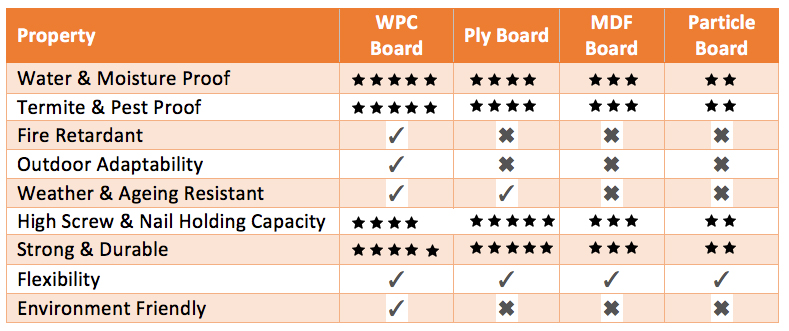 Property WPC Board Ply Board MDF Board Particle Board
Water & Moisture Proof ★★★★★ ★★★★ ★★★ ★★
Termite & Pest Proof ★★★★★ ★★★★ ★★★ ★★
Fire Retardant ✓ ✖ ✖ ✖
Outdoor Adaptability ✓ ✖ ✖ ✖
Weather & Ageing Resistant ✓ ✓ ✖ ✖
High Screw & Nail Holding Capacity ★★★★ ★★★★★ ★★★ ★★
Strong & Durable ★★★★★ ★★★★★ ★★★ ★★
Flexibility ✓ ✓ ✓ ✓
Environment Friendly ✓ ✖ ✖ ✖